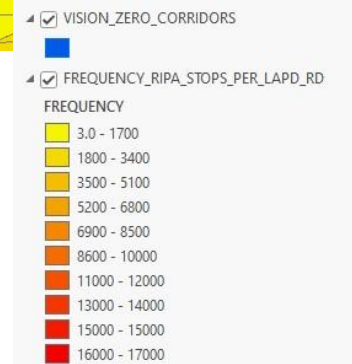 VISION_ZERO_CORRIDORS
FREQUENCY_RIPA_STOPS_PER_LAPD_RD
FREQUENCY
3.0 - 1700
1800 - 3400
3500 - 5100
5200 - 6800
6900 - 8500
8600 - 10000
11000 - 12000
13000 - 14000
15000 - 15000
16000 - 17000